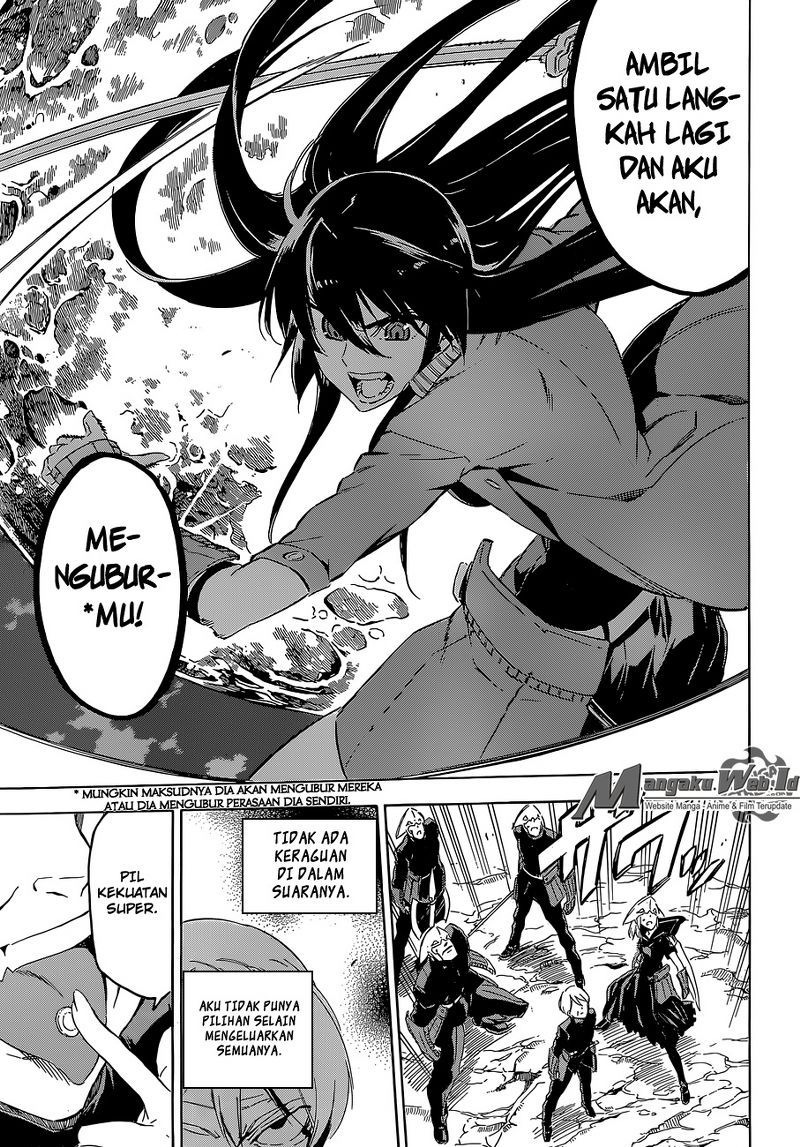 AMBIL
SATU LANG-
KAH LAGI
DAN AKU
AKAN,
ME-
NGUBUR-
*MU!
* MUNGKIN MAKSUDNYA DIA AKAN MENGUBUR MEREKA
ATAU DIA MENGUBUR PERASAAN DIA SENDIRI.
Mangaku.Web.Id
Website Manga - Anime & Film Terupdate
TIDAK ADA
KERAGUAN
DI DALAM
SUARANYA.
AKU TIDAK PUNYA
PILIHAN SELAIN
MENGELUARKAN
SEMUANYA.
PIL
KEKUATAN
SUPER.